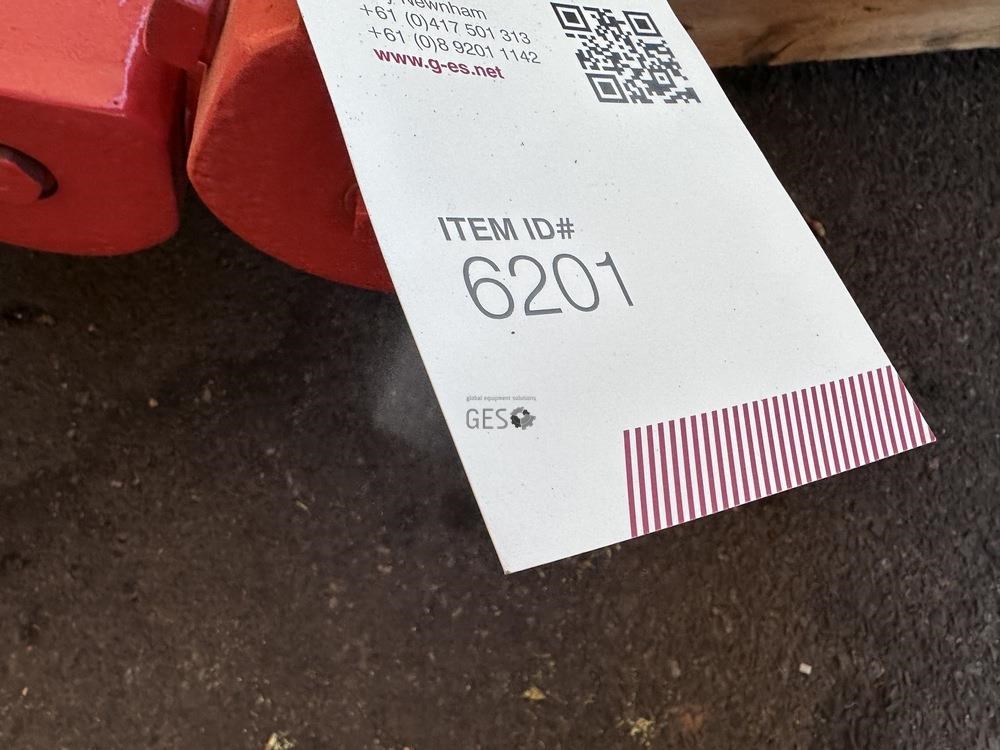 Newnham
+61 (0)417 501 313
+61 (0)8 9201 1142
www.g-es.net
ITEM ID#
6201
global equipment solutions
GES